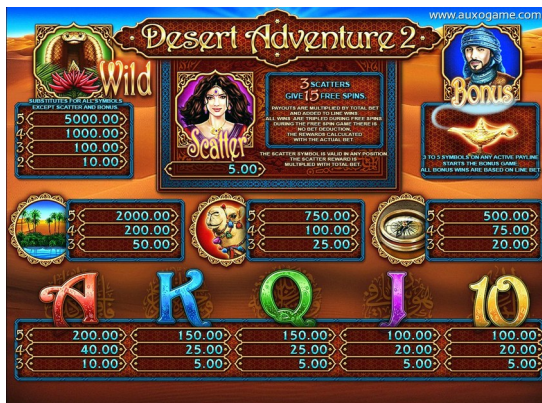 www.auxogame.com
Desert Adventure 2
Wild
SUBSTITUTES FOR ALL SYMBOLS
EXCEPT SCATTER AND BONUS.
5 5000.00
4 1000.00
3 100.00
2 10.00
Scatter
5.00
3 SCATTERS
GIVE 15 FREE SPINS
PAYOUTS ARE MULTIPLIED BY TOTAL BET
AND ADDED TO LINE WINS.
ALL WINS ARE TRIPLED DURING FREE SPINS
DURING THE FREE SPIN GAME THERE IS
NO BET DEDUCTION.
THE REWARDS CALCULATED
WITH THE ACTUAL BET.
THE SCATTER SYMBOL IS VALID IN ANY POSITION.
THE SCATTER REWARD IS
MULTIPLIED WITH TOTAL BET.
Bonus
3 TO 5 SYMBOLS ON ANY ACTIVE PAYLINE
STARTS THE BONUS GAME
ALL BONUS WINS ARE BASED ON LINE BET
5 2000.00
4 200.00
3 50.00
5 750.00
4 100.00
3 25.00
5 500.00
4 75.00
3 20.00
A K Q J 10
5 200.00 150.00 150.00 100.00 100.00
4 40.00 25.00 25.00 20.00 20.00
3 10.00 5.00 5.00 5.00 5.00